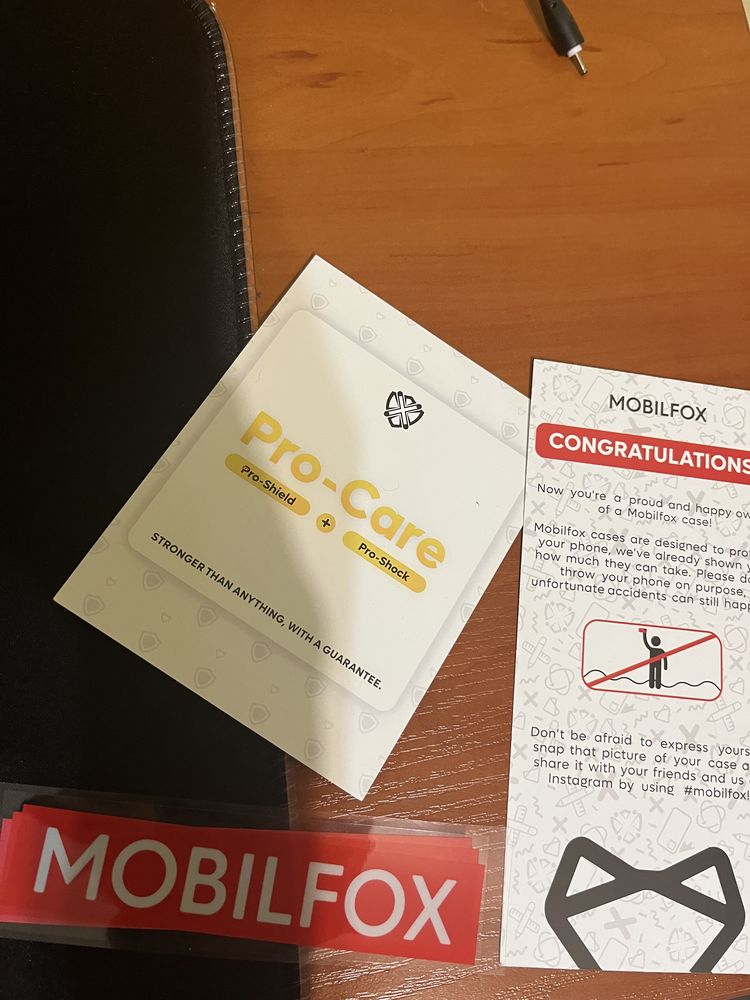 Pro-Care
Pro-Shield + Pro-Shock
STRONGER THAN ANYTHING, WITH A GUARANTEE.
MOBILFOX
CONGRATULATIONS
Now you're a proud and happy
of a Mobilfox case!
Mobilfox cases are designed to
your phone, we've already shown
how much they can take. Please
throw your phone on purpose,
unfortunate accidents can still
Don't be afraid to express
snap that picture of your case
share it with your friends and us
Instagram by using #mobilfox!
MOBILFOX